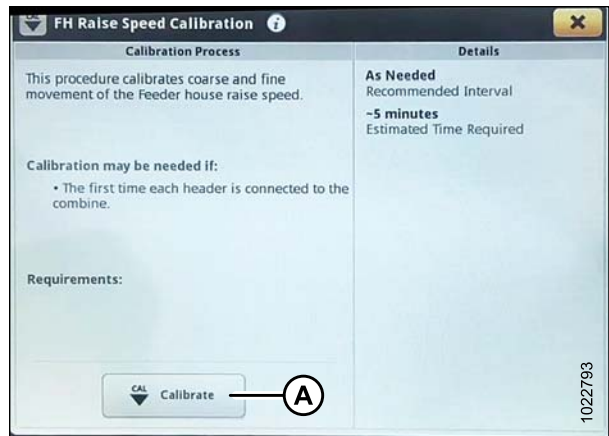 FH Raise Speed Calibration i
Calibration Process
This procedure calibrates coarse and fine
movement of the Feeder house raise speed.
Calibration may be needed if:
• The first time each header is connected to the
combine.
Requirements:
CAL Calibrate
A
Details
As Needed
Recommended Interval
~5 minutes
Estimated Time Required
1022793